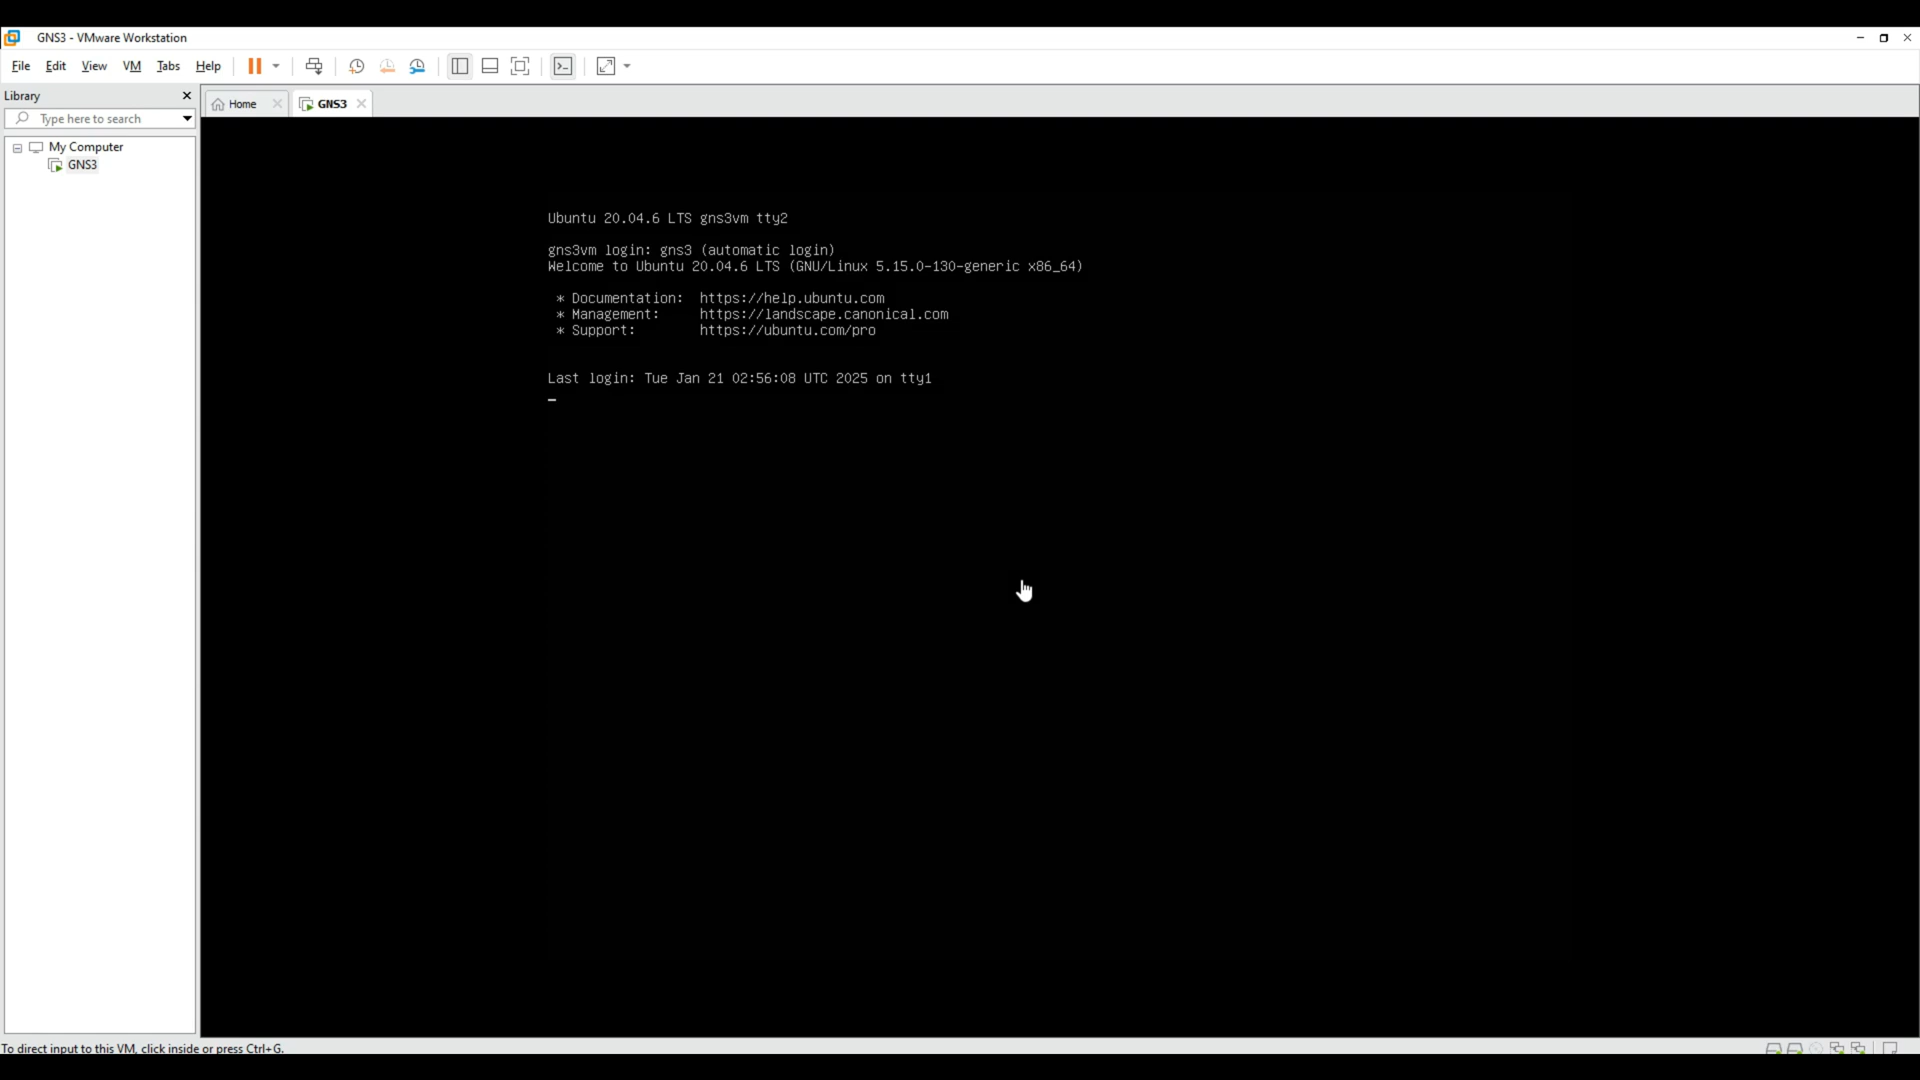 GNS3 - VMware Workstation
File Edit View VM Tabs Help
Library
Home
GNS3
Type here to search
My Computer
GNS3
Ubuntu 20.04.6 LTS gns3vm tty2
gns3vm login: gns3 (automatic login)
Welcome to Ubuntu 20.04.6 LTS (GNU/Linux 5.15.0-130-generic x86_64)
* Documentation: https://help.ubuntu.com
* Management: https://landscape.canonical.com
* Support: https://ubuntu.com/pro
Last login: Tue Jan 21 02:56:08 UTC 2025 on tty1
To direct input to this VM, click inside or press Ctrl+G.